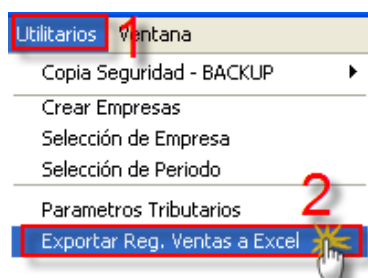 Utilitarios Ventana
1
Copia Seguridad - BACKUP
Crear Empresas
Selección de Empresa
Selección de Periodo
Parametros Tributarios
2
Exportar Reg. Ventas a Excel